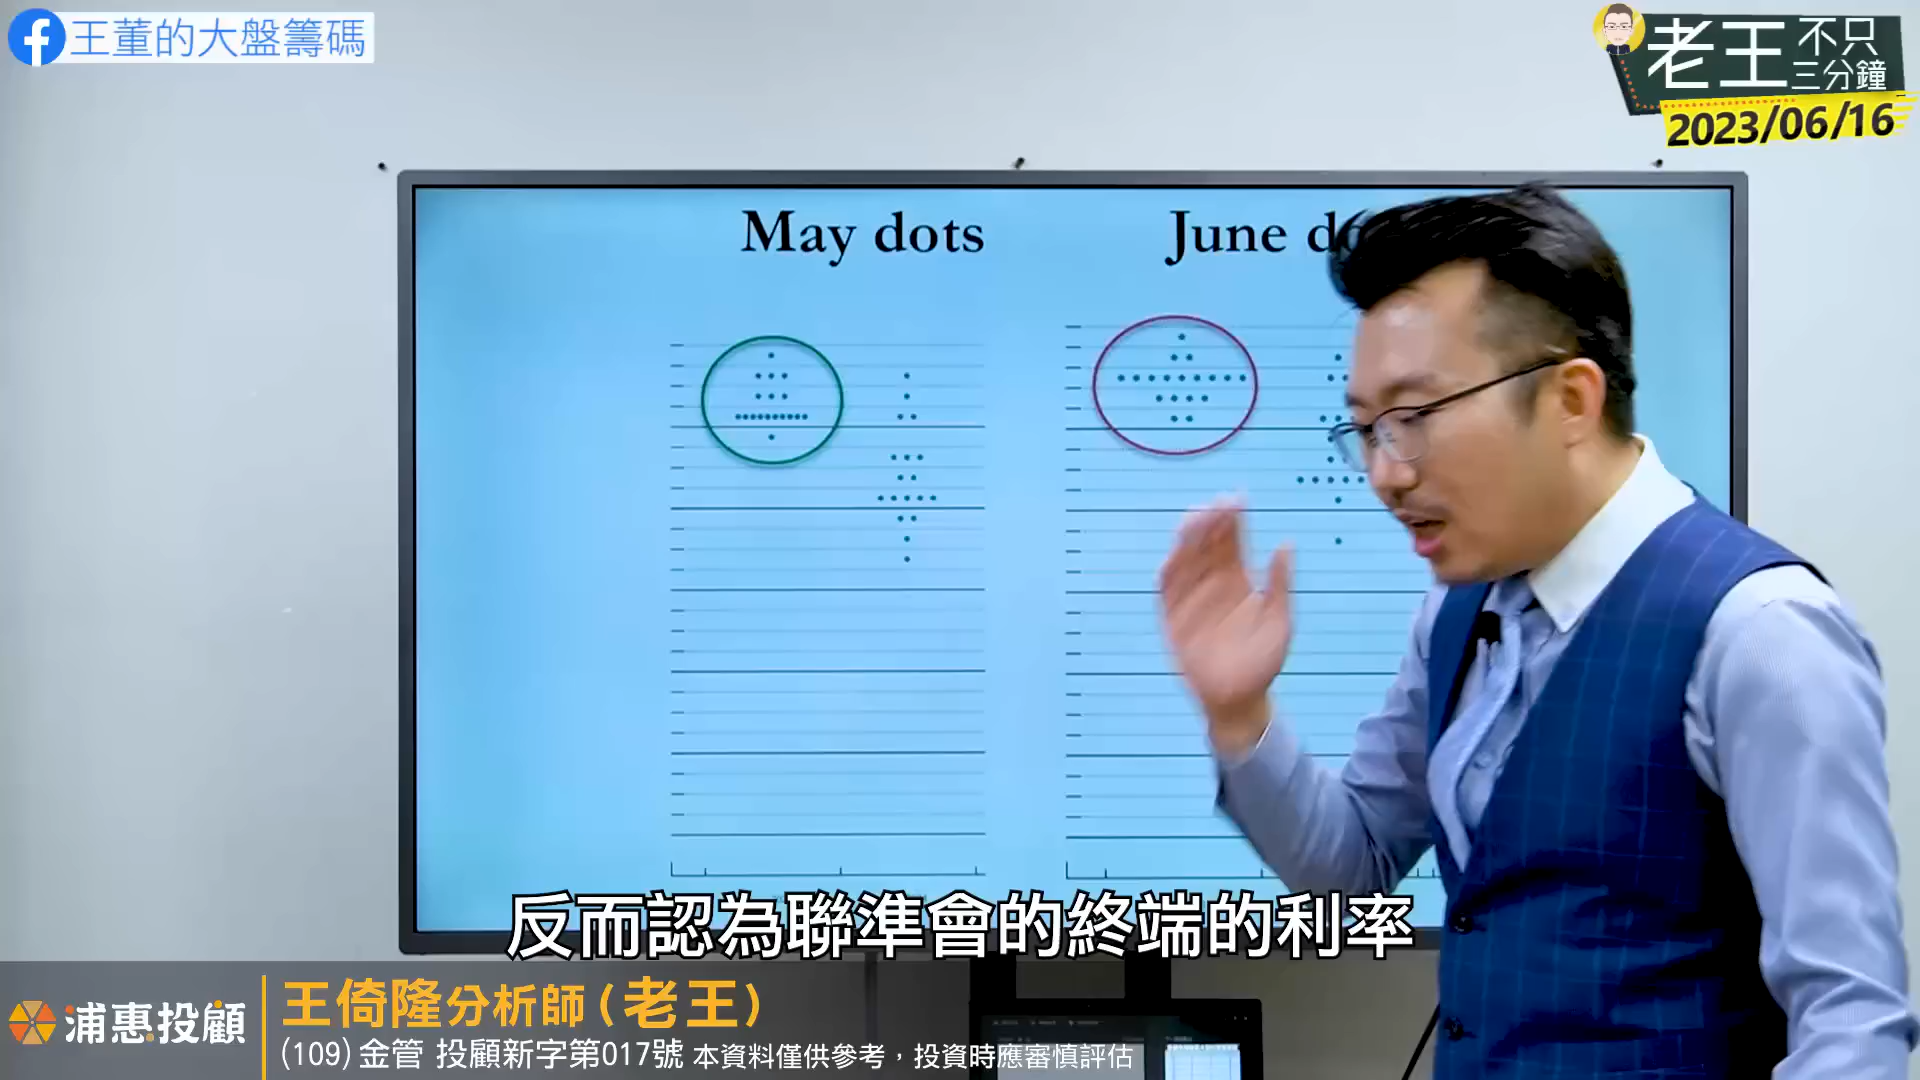 王董的大盤籌碼
老王不只三分鐘
2023/06/16
May dots
June d
反而認為聯準會的終端的利率
浦惠投顧
王倚隆分析師(老王)
(109)金管 投顧新字第017號 本資料僅供參考，投資時應審慎評估